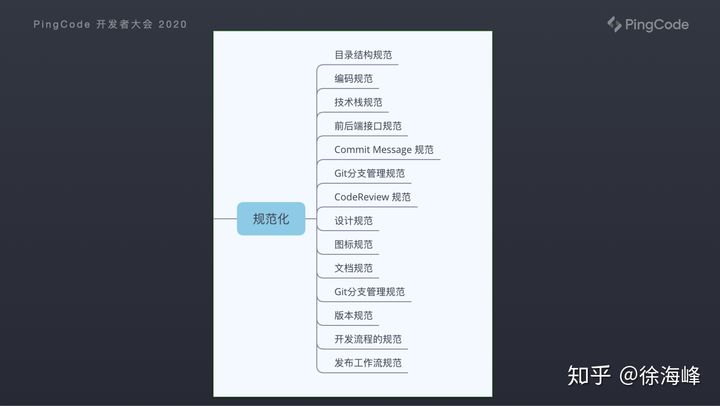 PingCode 开发者大会 2020
PingCode
目录结构规范
编码规范
技术栈规范
前后端接口规范
Commit Message 规范
Git分支管理规范
CodeReview 规范
规范化
设计规范
图标规范
文档规范
Git分支管理规范
版本规范
开发流程的规范
发布工作流规范
知乎 @徐海峰